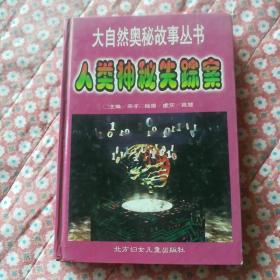 大自然奥秘故事丛书
人类神秘失踪案
北方妇女儿童出版社